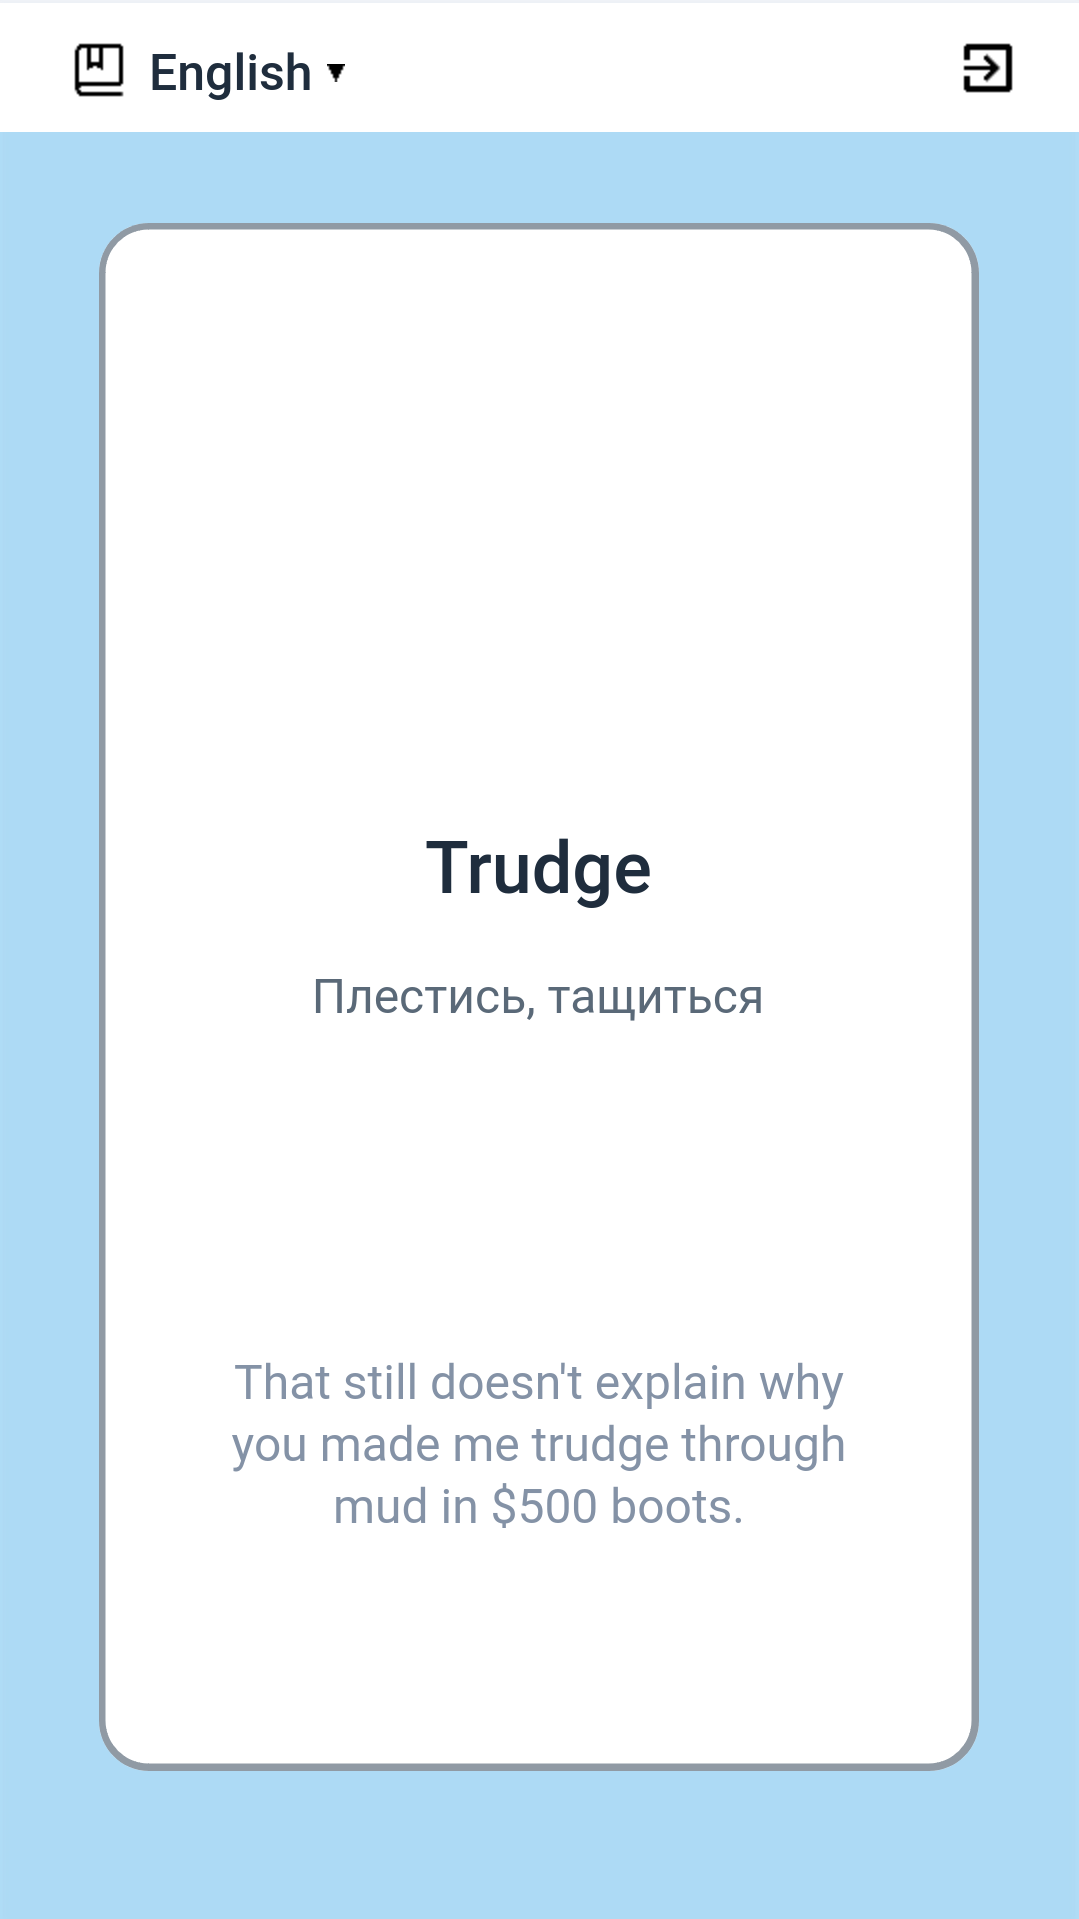 English
Trudge
Плестись, тащиться
That still doesn't explain why
you made me trudge through
mud in $500 boots.